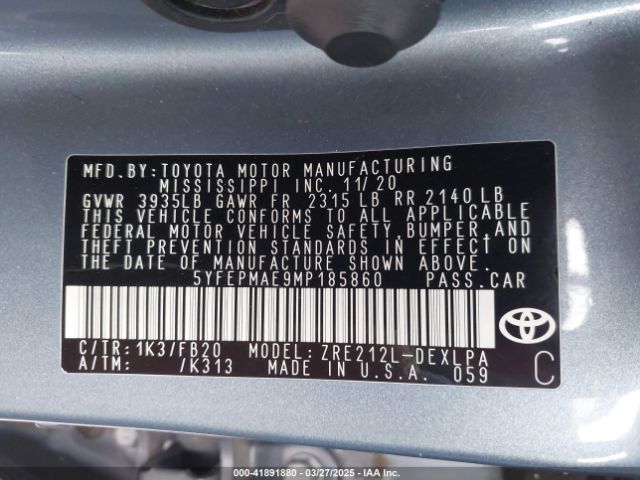 MFD.BY: TOYOTA MOTOR MANUFACTURING
MISSISSIPPI INC. 11/20
GVWR 3935LB GAWR FR 2315 LB RR 2140 LB
THIS VEHICLE CONFORMS TO ALL APPLICABLE
FEDERAL MOTOR VEHICLE SAFETY, BUMPER, AND
THEFT PREVENTION STANDARDS IN EFFECT ON
THE DATE OF MANUFACTURE SHOWN ABOVE.
5YFEPMAE9MP185860 PASS.CAR
C/TR: 1K3/FB20 MODEL: ZRE212L-DEXLPA
A/TM: /K313 MADE IN U.S.A. 059 C
000-41891880 - 03/27/2025 - IAA Inc.